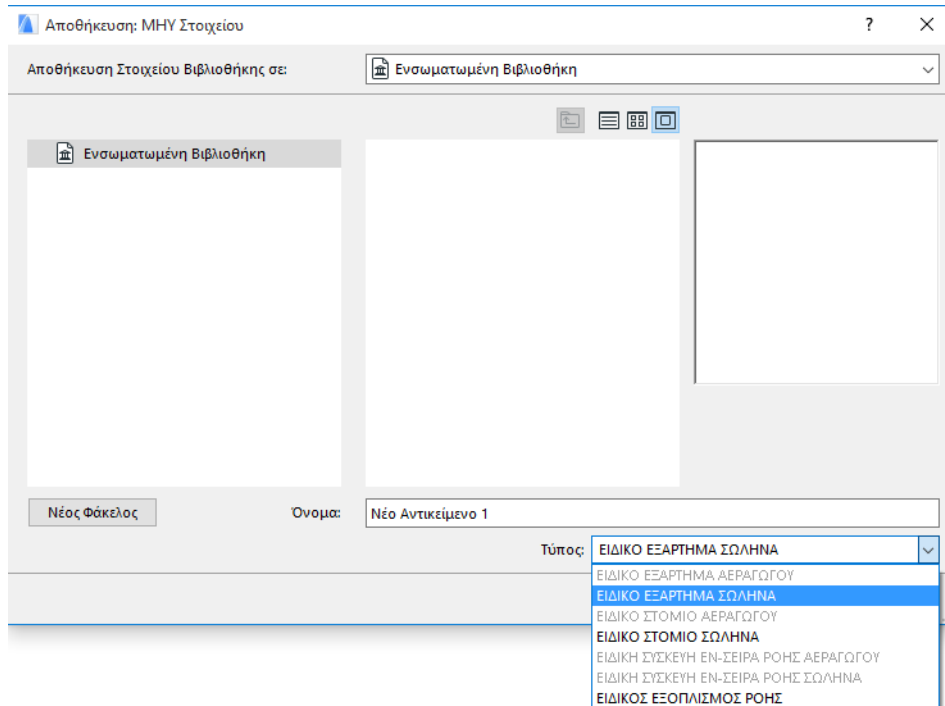 Αποθήκευση: ΜΗΥ Στοιχείου
?
Αποθήκευση Στοιχείου Βιβλιοθήκης σε:
Ενσωματωμένη Βιβλιοθήκη
Ενσωματωμένη Βιβλιοθήκη
Νέος Φάκελος
Όνομα:
Νέο Αντικείμενο 1
Τύπος:
ΕΙΔΙΚΟ ΕΞΑΡΤΗΜΑ ΣΩΛΗΝΑ
ΕΙΔΙΚΟ ΕΞΑΡΤΗΜΑ ΑΕΡΑΓΩΓΟΥ
ΕΙΔΙΚΟ ΕΞΑΡΤΗΜΑ ΣΩΛΗΝΑ
ΕΙΔΙΚΟ ΣΤΟΜΙΟ ΑΕΡΑΓΩΓΟΥ
ΕΙΔΙΚΟ ΣΤΟΜΙΟ ΣΩΛΗΝΑ
ΕΙΔΙΚΗ ΣΥΣΚΕΥΗ ΕΝ-ΣΕΙΡΑ ΡΟΗΣ ΑΕΡΑΓΩΓΟΥ
ΕΙΔΙΚΗ ΣΥΣΚΕΥΗ ΕΝ-ΣΕΙΡΑ ΡΟΗΣ ΣΩΛΗΝΑ
ΕΙΔΙΚΟΣ ΕΞΟΠΛΙΣΜΟΣ ΡΟΗΣ